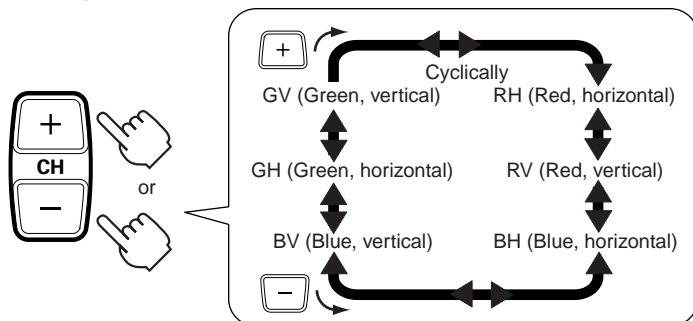 +
Cyclically
GV (Green, vertical) RH (Red, horizontal)
+
CH
−
or
GH (Green, horizontal) RV (Red, vertical)
BV (Blue, vertical) BH (Blue, horizontal)
−